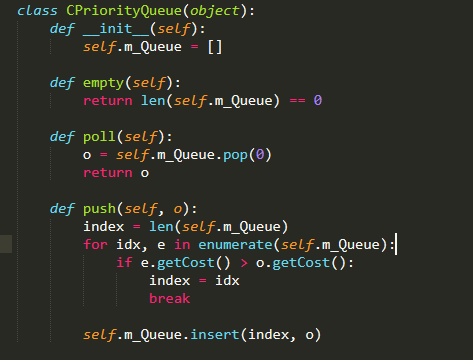 class CPriorityQueue(object):
    def __init__(self):
        self.m_Queue = []

    def empty(self):
        return len(self.m_Queue) == 0

    def poll(self):
        o = self.m_Queue.pop(0)
        return o

    def push(self, o):
        index = len(self.m_Queue)
        for idx, e in enumerate(self.m_Queue):
            if e.getCost() > o.getCost():
                index = idx
                break

        self.m_Queue.insert(index, o)